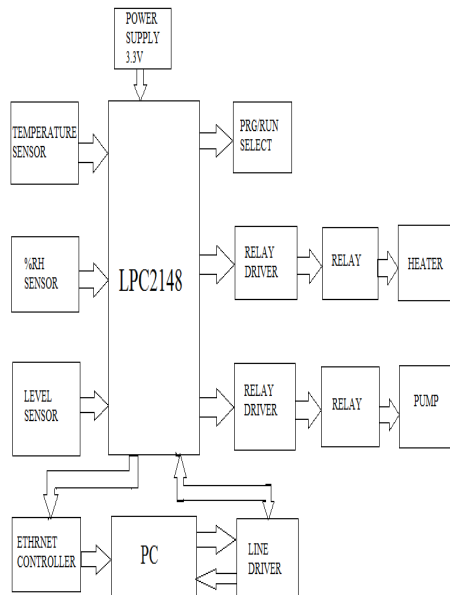 POWER
SUPPLY
3.3V
TEMPERATURE
SENSOR
PRG/RUN
SELECT
%RH
SENSOR
LPC2148
RELAY
DRIVER
RELAY
HEATER
LEVEL
SENSOR
RELAY
DRIVER
RELAY
PUMP
ETHRNET
CONTROLLER
PC
LINE
DRIVER